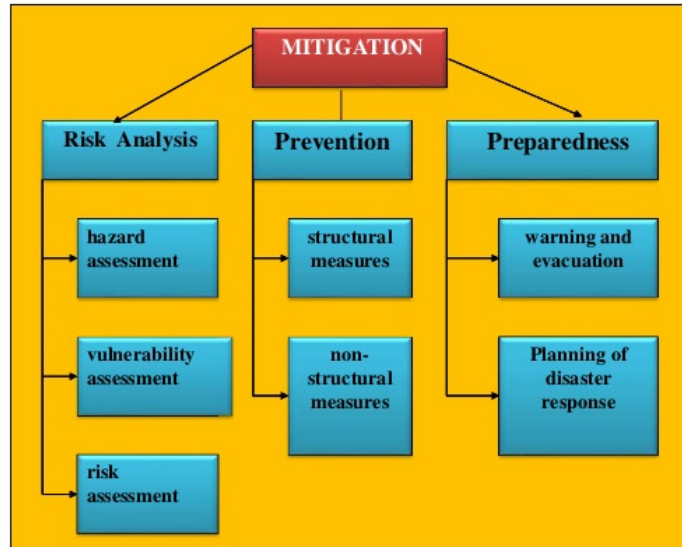 MITIGATION
Risk Analysis
hazard
assessment
vulnerability
assessment
risk
assessment
Prevention
structural
measures
non-
structural
measures
Preparedness
warning and
evacuation
Planning of
disaster
response